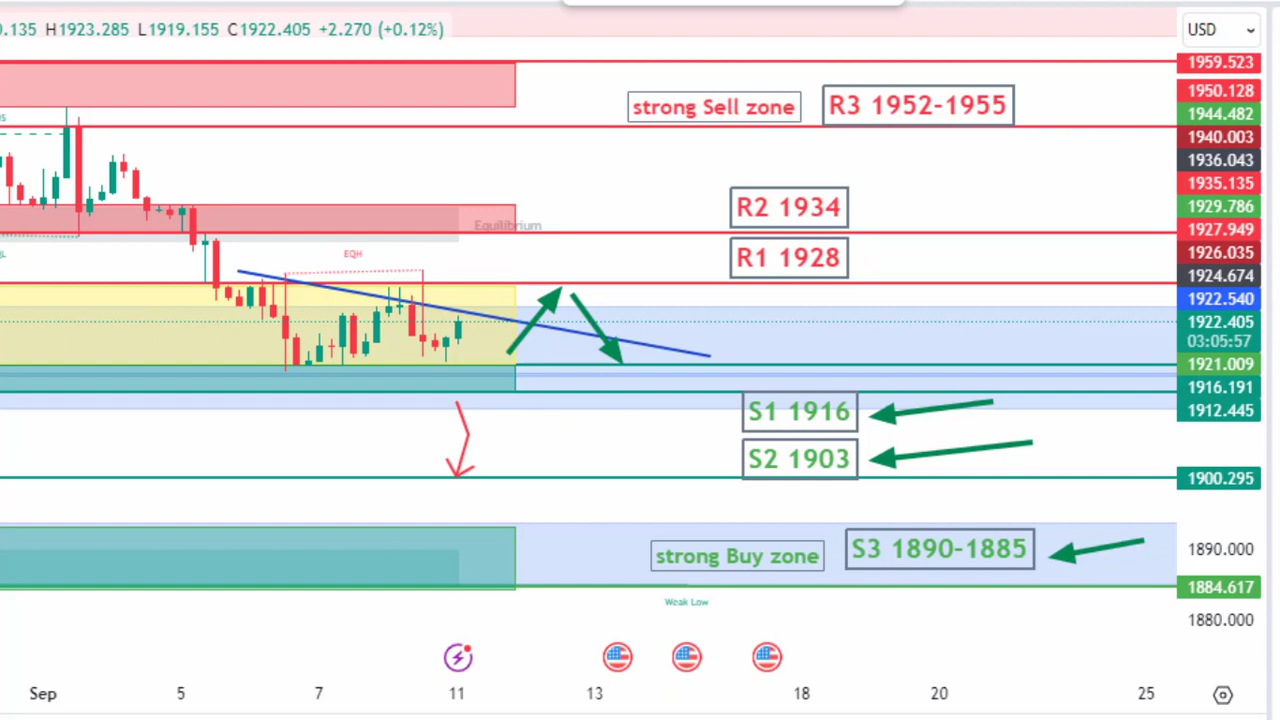 0.135 H1923.285 L1919.155 C1922.405 +2.270 (+0.12%)
USD
1959.523
1950.128
1944.482
1940.003
1936.043
1935.135
1929.786
1927.949
1926.035
1924.674
1922.540
1922.405
03:05:57
1921.009
1916.191
1912.445
1900.295
1890.000
1884.617
1880.000
strong Sell zone
R3 1952-1955
R2 1934
Equilibrium
R1 1928
EQH
S1 1916
S2 1903
strong Buy zone
S3 1890-1885
Weak Low
Sep 5 7 11 13 18 20 25